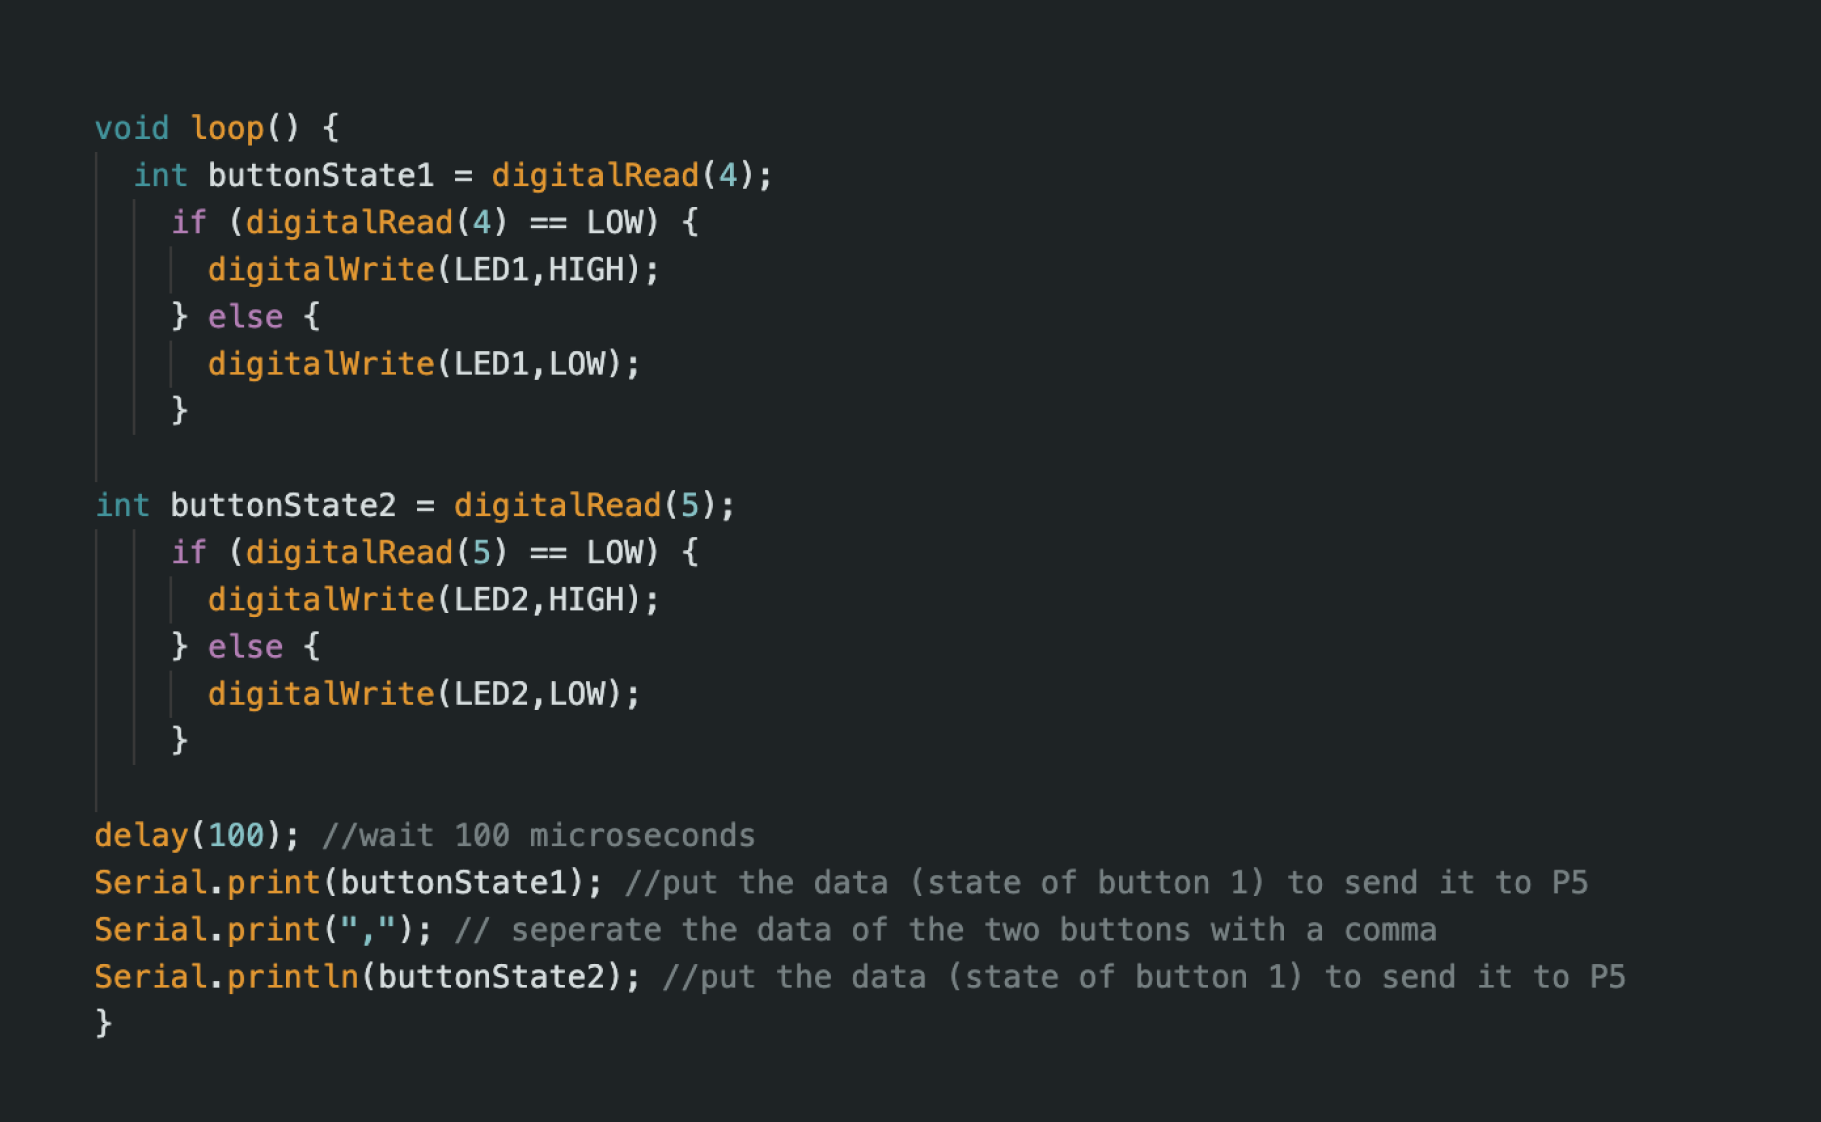 void loop() {
  int buttonState1 = digitalRead(4);
    if (digitalRead(4) == LOW) {
      digitalWrite(LED1,HIGH);
    } else {
      digitalWrite(LED1,LOW);
    }

int buttonState2 = digitalRead(5);
    if (digitalRead(5) == LOW) {
      digitalWrite(LED2,HIGH);
    } else {
      digitalWrite(LED2,LOW);
    }

delay(100); //wait 100 microseconds
Serial.print(buttonState1); //put the data (state of button 1) to send it to P5
Serial.print(","); // seperate the data of the two buttons with a comma
Serial.println(buttonState2); //put the data (state of button 1) to send it to P5
}